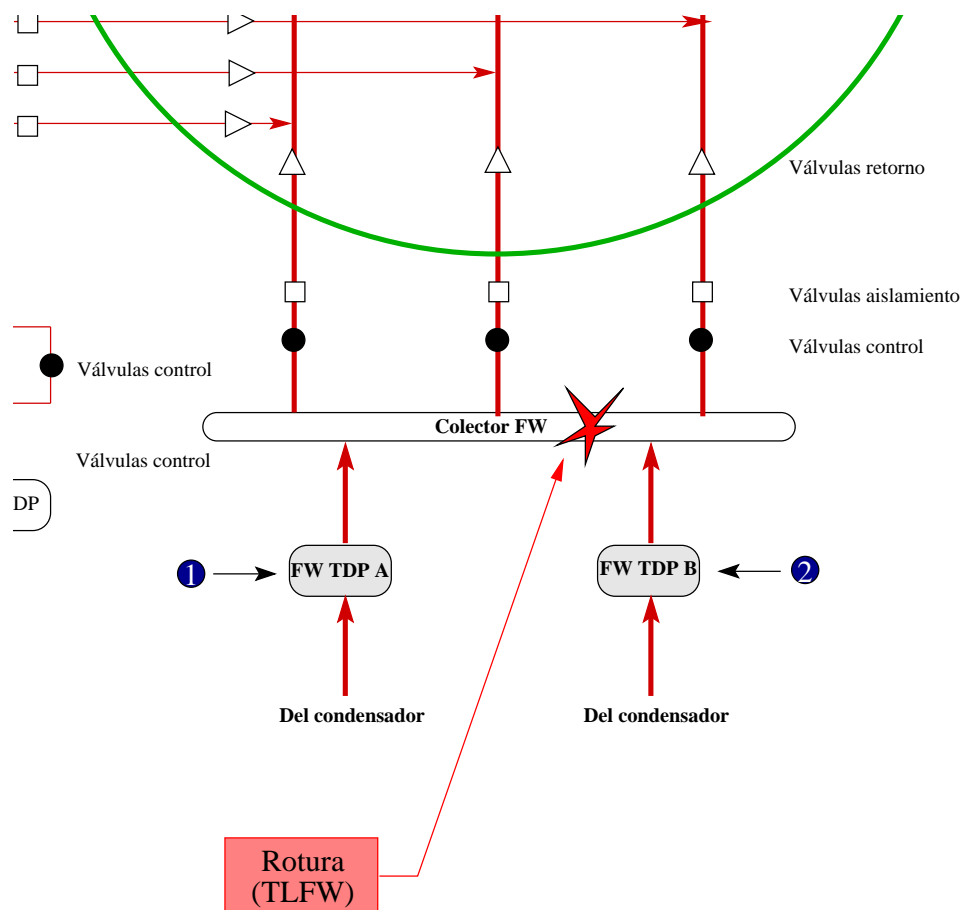 Válvulas retorno
Válvulas aislamiento
Válvulas control
Válvulas control
Colector FW
Válvulas control
DP
1
FW TDP A
FW TDP B
2
Del condensador
Del condensador
Rotura
(TLFW)